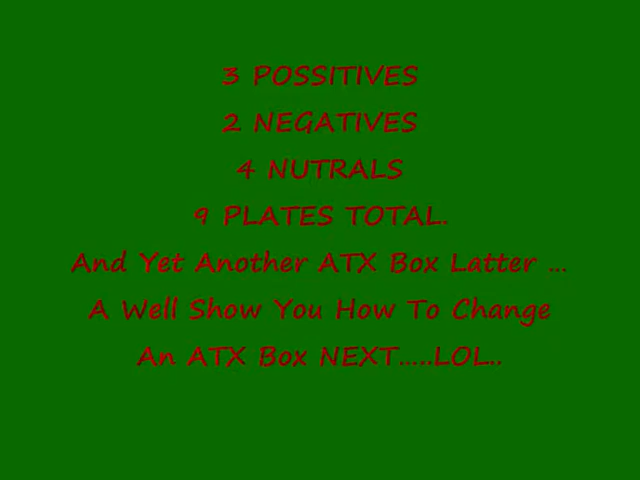 3 POSSITIVES
2 NEGATIVES
4 NUTRALS
9 PLATES TOTAL.
And Yet Another ATX Box Latter ...
A Well Show You How To Change
An ATX Box NEXT.....LOL..